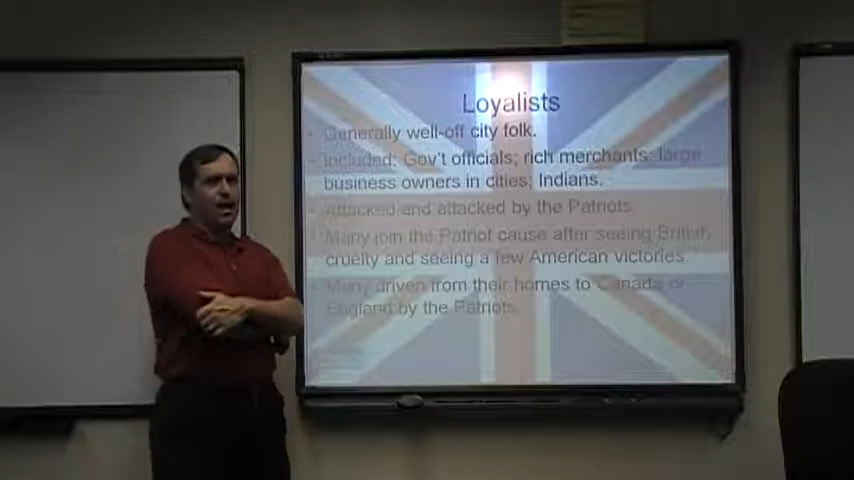 Loyalists
• Generally well-off city folk.
• Included: Gov't officials; rich merchants; large
business owners in cities; Indians.
• Attacked and attacked by the Patriots.
• Many join the Patriot cause after seeing British
cruelty and seeing a few American victories.
• Many driven from their homes to Canada or
England by the Patriots.